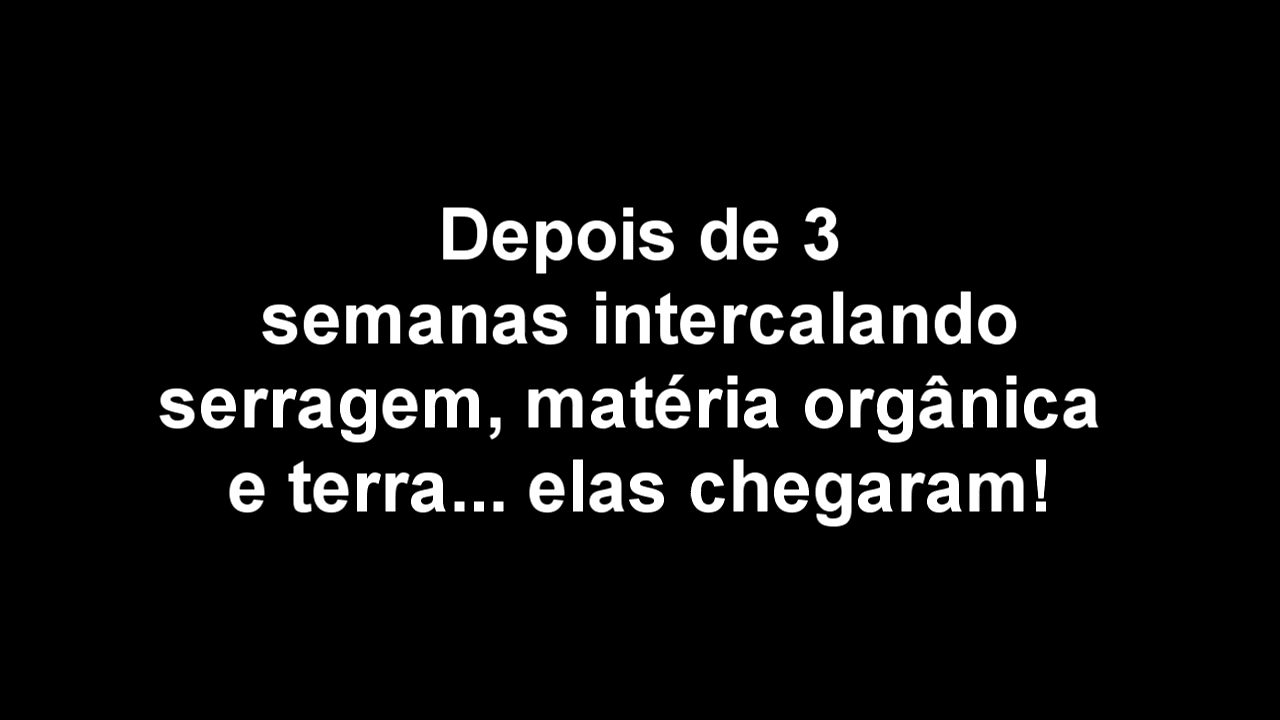 Depois de 3
semanas intercalando
serragem, matéria orgânica
e terra... elas chegaram!